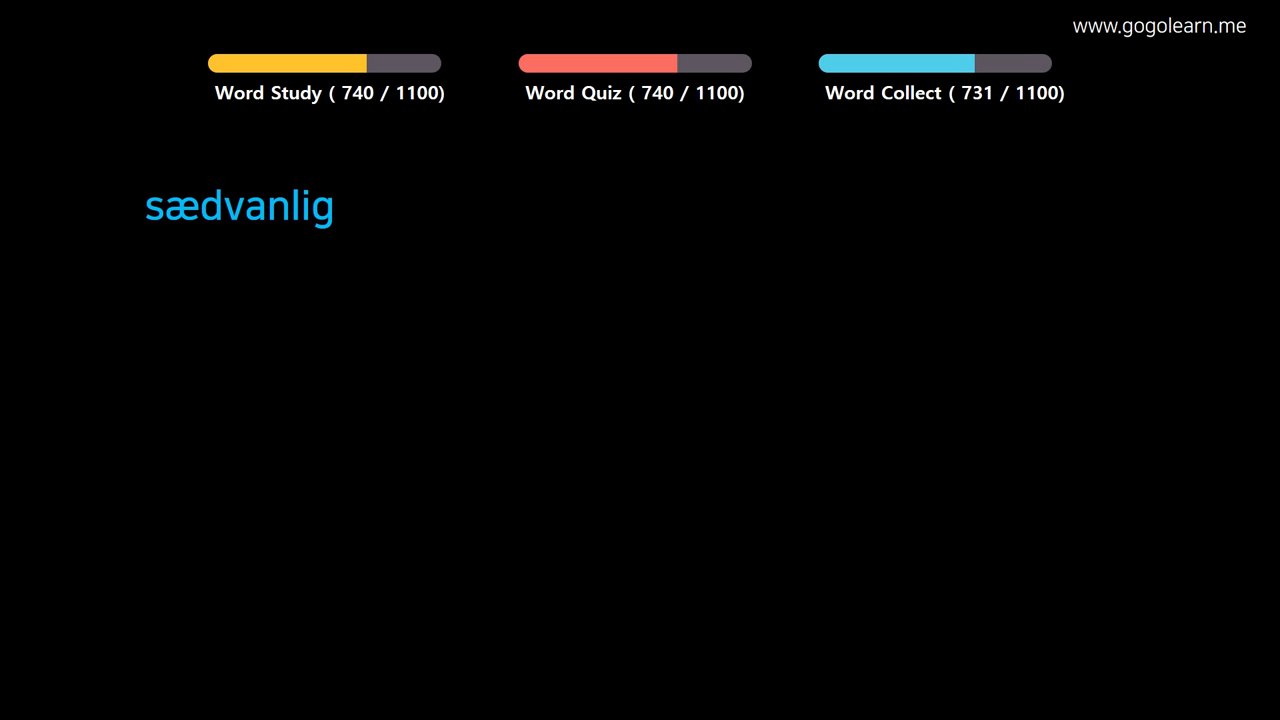 www.gogolearn.me
Word Study ( 740 / 1100)
Word Quiz ( 740 / 1100)
Word Collect ( 731 / 1100)
sædvanlig